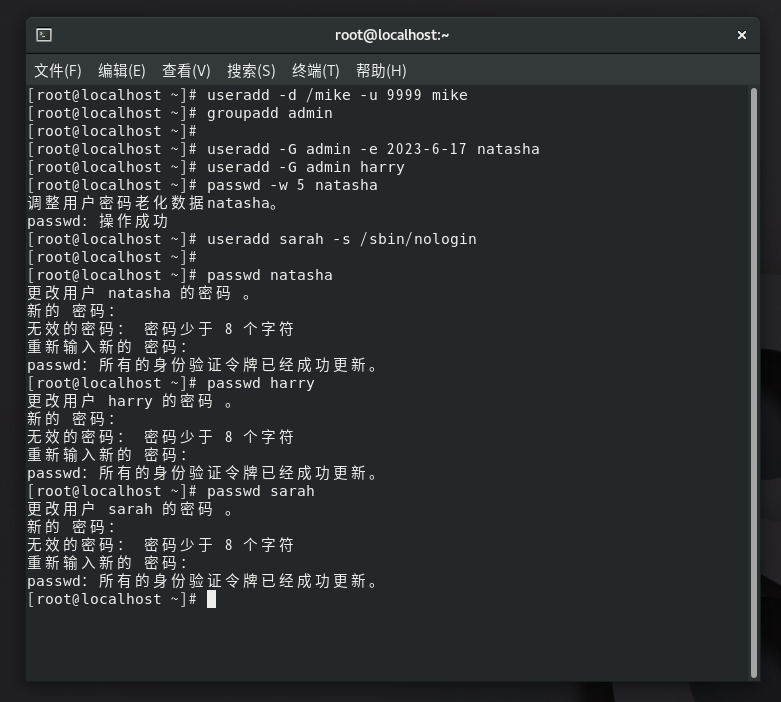 root@localhost:~
文件(F) 编辑(E) 查看(V) 搜索(S) 终端(T) 帮助(H)
[root@localhost ~]# useradd -d /mike -u 9999 mike
[root@localhost ~]# groupadd admin
[root@localhost ~]#
[root@localhost ~]# useradd -G admin -e 2023-6-17 natasha
[root@localhost ~]# useradd -G admin harry
[root@localhost ~]# passwd -w 5 natasha
调整用户密码老化数据natasha。
passwd: 操作成功
[root@localhost ~]# useradd sarah -s /sbin/nologin
[root@localhost ~]#
[root@localhost ~]# passwd natasha
更改用户 natasha 的密码 。
新的 密码：
无效的密码： 密码少于 8 个字符
重新输入新的 密码：
passwd：所有的身份验证令牌已经成功更新。
[root@localhost ~]# passwd harry
更改用户 harry 的密码 。
新的 密码：
无效的密码： 密码少于 8 个字符
重新输入新的 密码：
passwd：所有的身份验证令牌已经成功更新。
[root@localhost ~]# passwd sarah
更改用户 sarah 的密码 。
新的 密码：
无效的密码： 密码少于 8 个字符
重新输入新的 密码：
passwd：所有的身份验证令牌已经成功更新。
[root@localhost ~]#